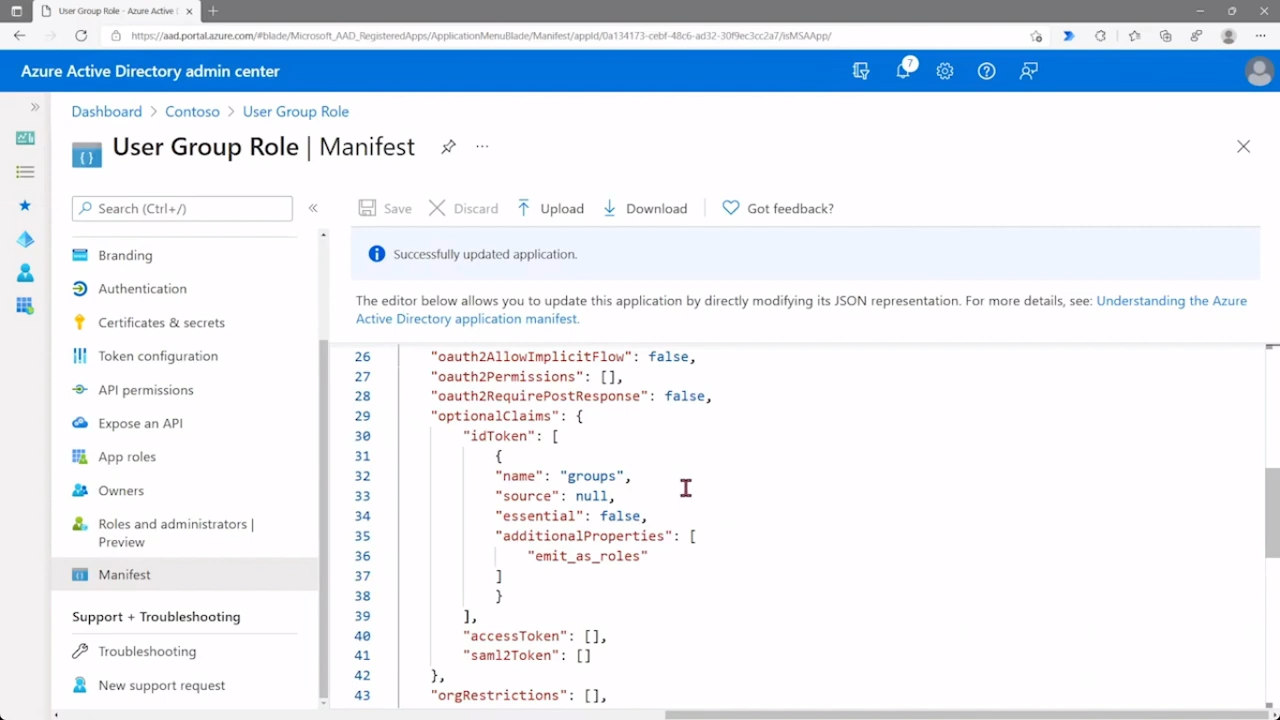 User Group Role - Azure Active D
https://aad.portal.azure.com/#blade/Microsoft_AAD_RegisteredApps/ApplicationMenuBlade/Manifest/appId/0a134173-cebf-48c6-ad32-30f9ec3cc2a7/isMSAApp/
Azure Active Directory admin center
7
Dashboard > Contoso > User Group Role
User Group Role | Manifest
Search (Ctrl+/)
Save Discard Upload Download Got feedback?
Branding
Authentication
Certificates & secrets
Token configuration
API permissions
Expose an API
App roles
Owners
Roles and administrators |
Preview
Manifest
Support + Troubleshooting
Troubleshooting
New support request
Successfully updated application.
The editor below allows you to update this application by directly modifying its JSON representation. For more details, see: Understanding the Azure
Active Directory application manifest.
26 "oauth2AllowImplicitFlow": false,
27 "oauth2Permissions": [],
28 "oauth2RequirePostResponse": false,
29 "optionalClaims": {
30 "idToken": [
31 {
32 "name": "groups",
33 "source": null,
34 "essential": false,
35 "additionalProperties": [
36 "emit_as_roles"
37 ]
38 }
39 ],
40 "accessToken": [],
41 "saml2Token": []
42 },
43 "orgRestrictions": [],